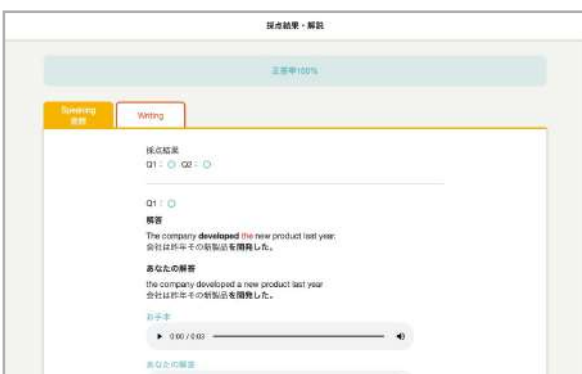 採点結果・解説
正答率100%
Speaking
音読
Writing
採点結果
Q1： ○ Q2： ○
Q1： ○
解答
The company developed the new product last year.
会社は昨年その新製品を開発した。
あなたの解答
the company developed a new product last year
会社は昨年その新製品を開発した。
お手本
0:00 / 0:03
あなたの解答